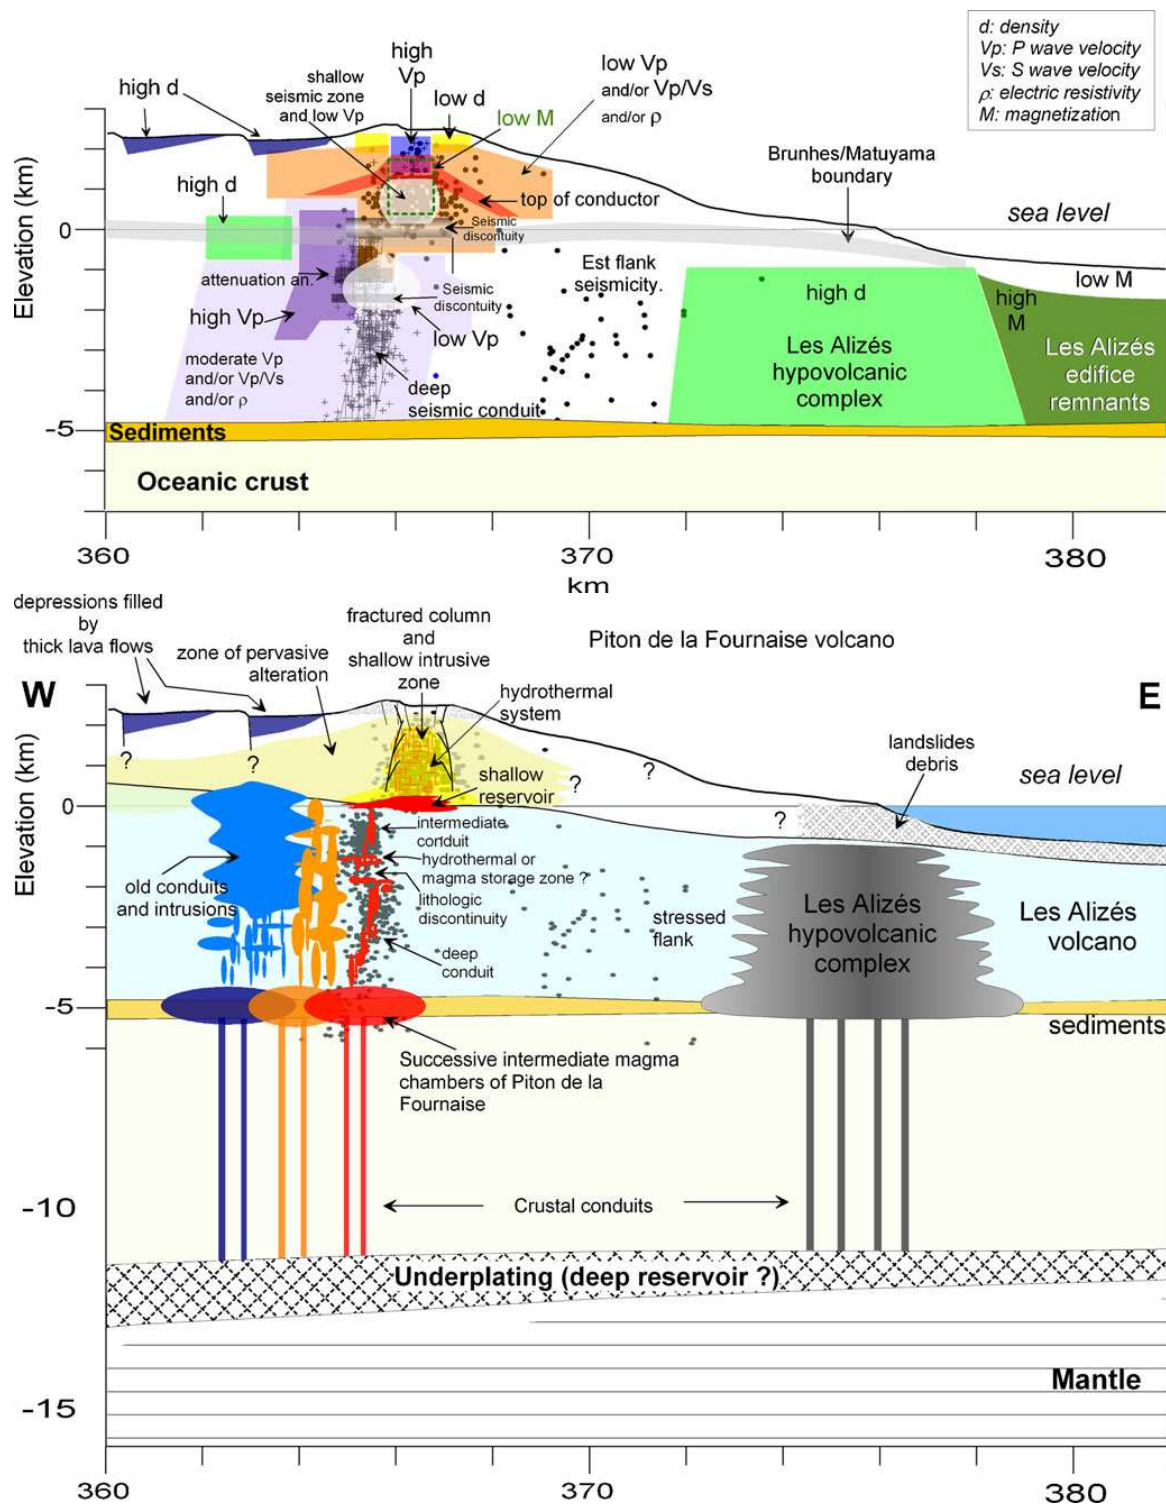 d: density
Vp: P wave velocity
Vs: S wave velocity
ρ: electric resistivity
M: magnetization
high
Vp
low Vp
and/or Vp/Vs
and/or ρ
shallow
seismic zone
and low Vp
high d
low d
low M
Brunhes/Matuyama
boundary
high d
top of conductor
sea level
Seismic
discontuity
Elevation (km)
0
-5
attenuation an.
Seismic
discontuity
Est flank
seismicity.
high d
low M
high
M
high Vp
low Vp
moderate Vp
and/or Vp/Vs
and/or ρ
deep
seismic conduit
Les Alizés
hypovolcanic
complex
Les Alizés
edifice
remnants
Sediments
Oceanic crust
360
370
380
km
depressions filled
by
thick lava flows
zone of pervasive
alteration
fractured column
and
shallow intrusive
zone
Piton de la Fournaise volcano
W
E
hydrothermal
system
landslides
debris
sea level
?
?
?
?
?
shallow
reservoir
Elevation (km)
0
-5
-10
-15
intermediate
conduit
hydrothermal or
magma storage zone ?
lithologic
discontinuity
old conduits
and intrusions
deep
conduit
stressed
flank
Les Alizés
hypovolcanic
complex
Les Alizés
volcano
sediments
Successive intermediate magma
chambers of Piton de la
Fournaise
Crustal conduits
Underplating (deep reservoir ?)
Mantle
360
370
380